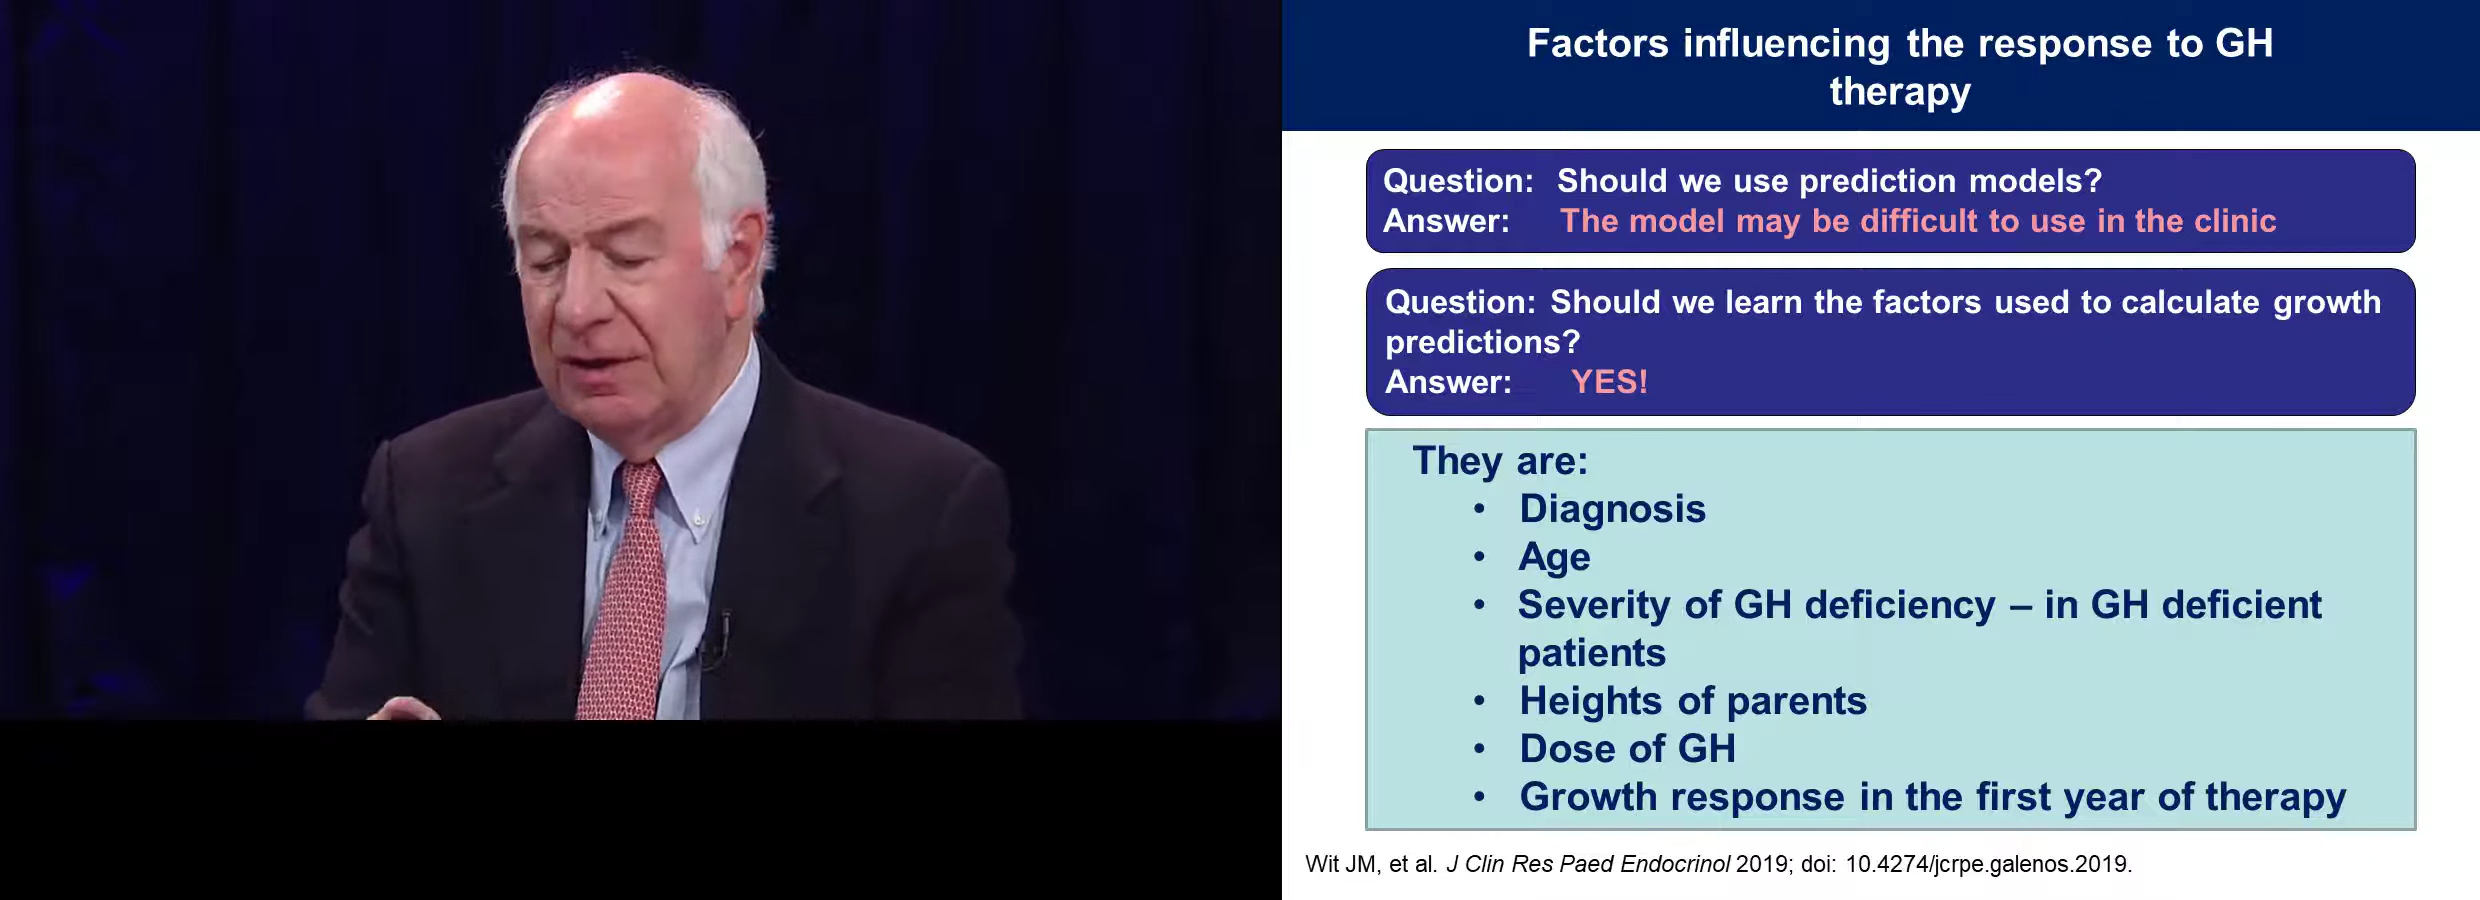 Factors influencing the response to GH
therapy
Question: Should we use prediction models?
Answer: The model may be difficult to use in the clinic
Question: Should we learn the factors used to calculate growth
predictions?
Answer: YES!
They are:
• Diagnosis
• Age
• Severity of GH deficiency – in GH deficient
patients
• Heights of parents
• Dose of GH
• Growth response in the first year of therapy
Wit JM, et al. J Clin Res Paed Endocrinol 2019; doi: 10.4274/jcrpe.galenos.2019.